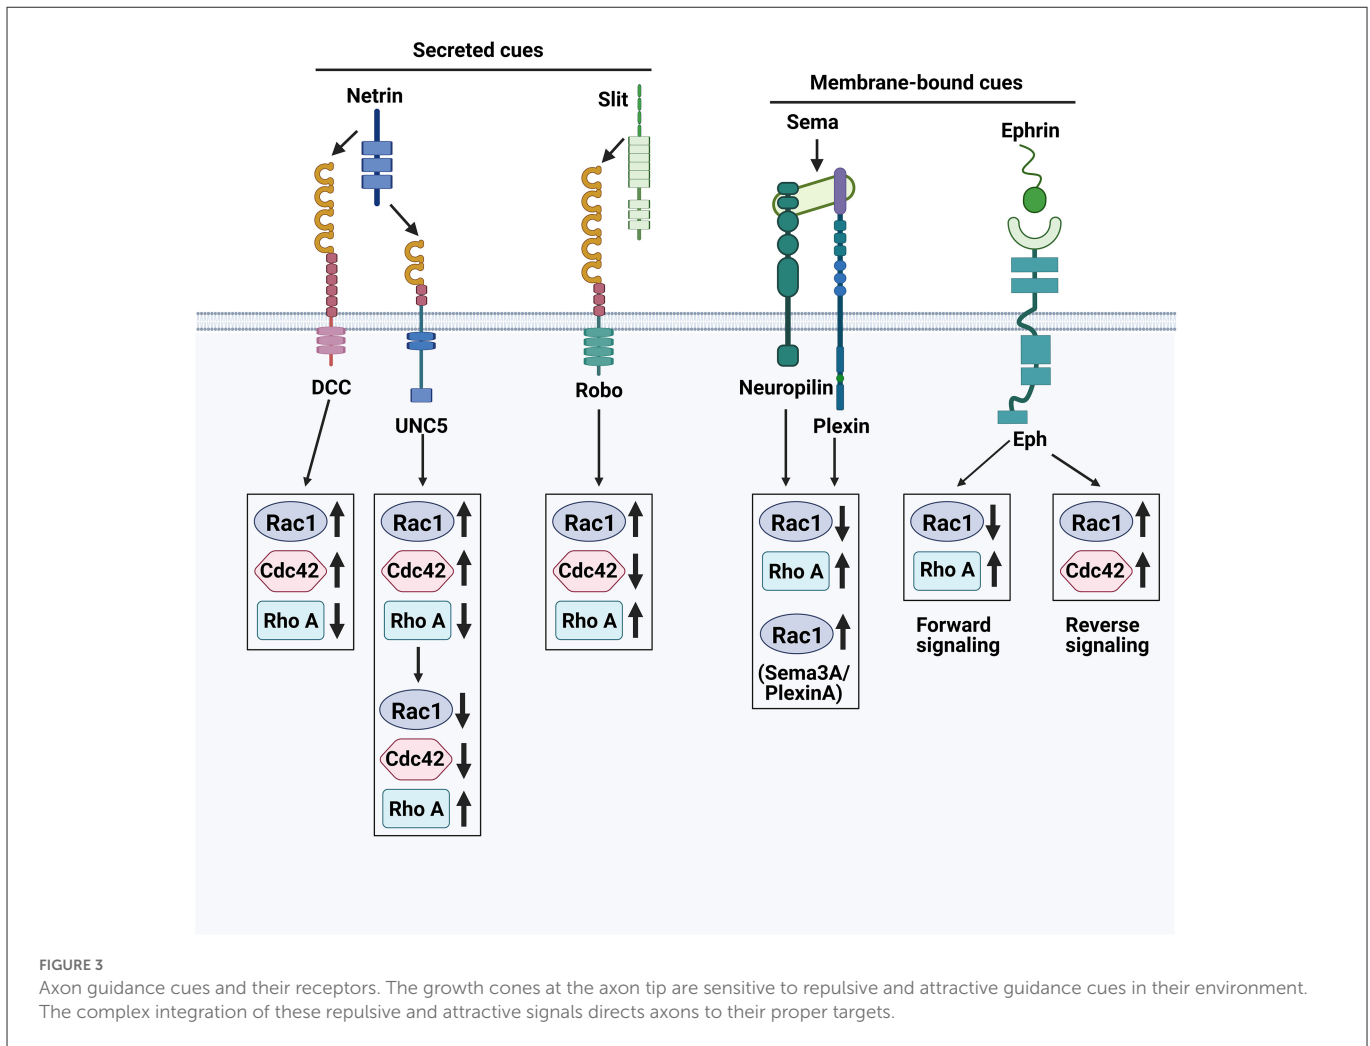 Secreted cues
Netrin
Slit
Membrane-bound cues
Sema
Ephrin
DCC
UNC5
Robo
Neuropilin
Plexin
Eph
Rac1
Cdc42
Rho A
Rac1
Cdc42
Rho A
Rac1
Cdc42
Rho A
Rac1
Cdc42
Rho A
Rac1
Rho A
Rac1
(Sema3A/
PlexinA)
Rac1
Rho A
Forward
signaling
Rac1
Cdc42
Reverse
signaling
FIGURE 3
Axon guidance cues and their receptors. The growth cones at the axon tip are sensitive to repulsive and attractive guidance cues in their environment.
The complex integration of these repulsive and attractive signals directs axons to their proper targets.